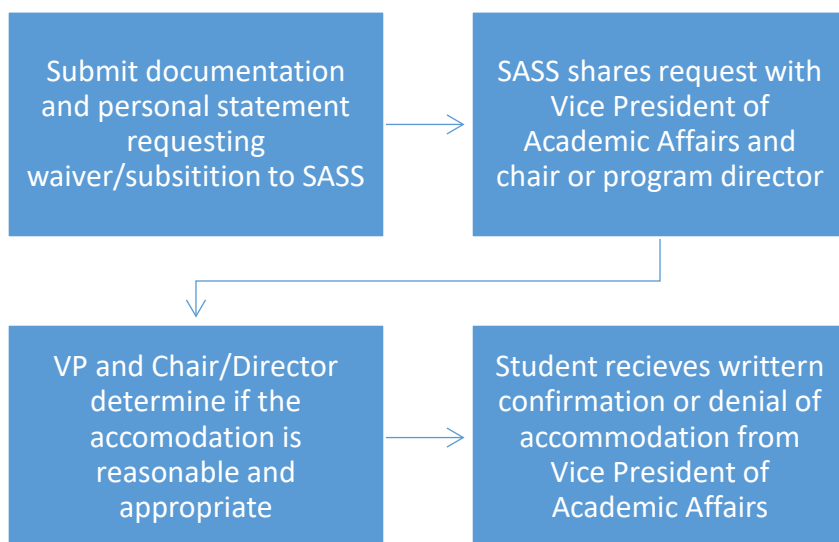 Submit documentation
and personal statement
requesting
waiver/subsitition to SASS
SASS shares request with
Vice President of
Academic Affairs and
chair or program director
VP and Chair/Director
determine if the
accomodation is
reasonable and
appropriate
Student recieves writtern
confirmation or denial of
accommodation from
Vice President of
Academic Affairs